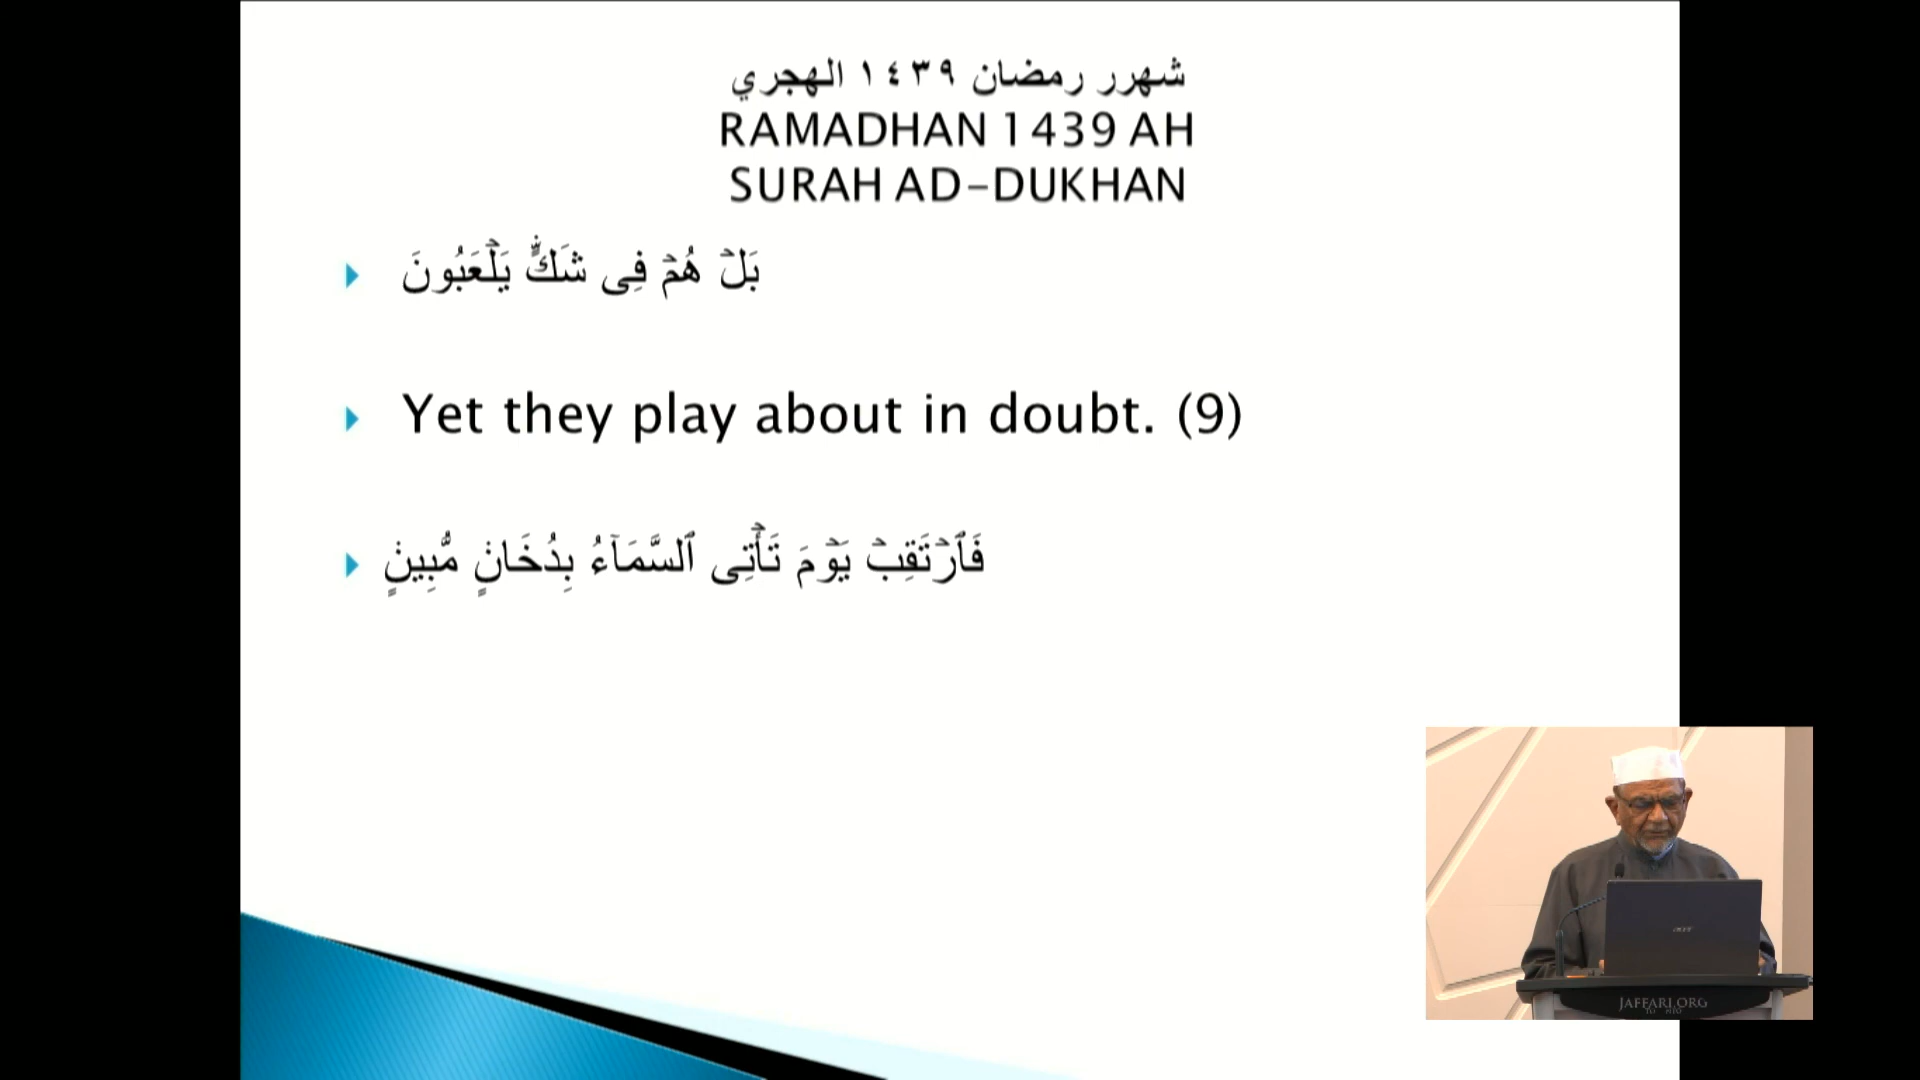 شهرر رمضان ١٤٣٩ الهجري
RAMADHAN 1439 AH
SURAH AD-DUKHAN
بَلۡ هُمۡ فِى شَكٍّ۬ يَلۡعَبُونَ
Yet they play about in doubt. (9)
فَٱرۡتَقِبۡ يَوۡمَ تَأۡتِى ٱلسَّمَآءُ بِدُخَانٍ۬ مُّبِينٍ۬
acer
JAFFARI.ORG